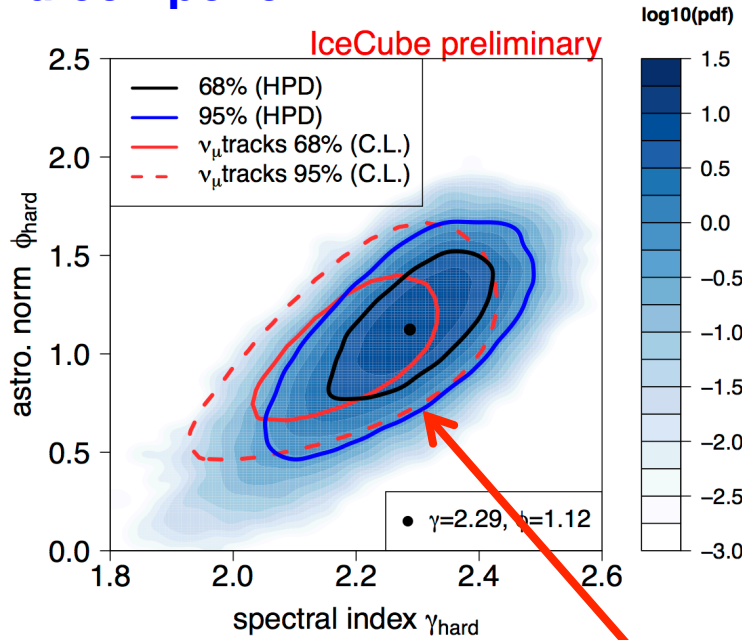 log10(pdf)
IceCube preliminary
68% (HPD)
95% (HPD)
νμtracks 68% (C.L.)
νμtracks 95% (C.L.)
2.5
2.0
1.5
1.0
0.5
0.0
astro. norm ϕhard
γ=2.29, ϕ=1.12
1.8
2.0
2.2
2.4
2.6
spectral index γhard
1.5
1.0
0.5
0.0
−0.5
−1.0
−1.5
−2.0
−2.5
−3.0